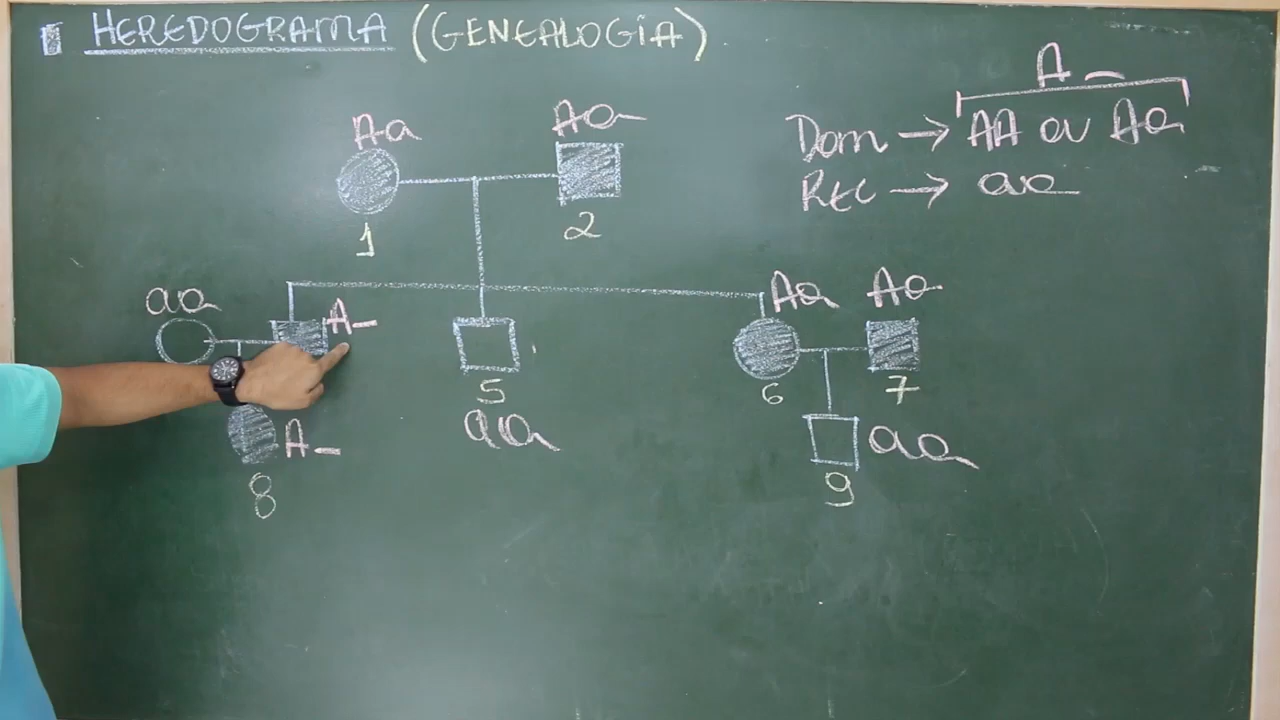 HEREDOGRAMA (GENEALOGIA)
A_
Dom → AA ou Aa
REC → aa
Aa Aa
1 2
aa A_ Aa Aa
5 6 7
aa
A_ aa
8 9